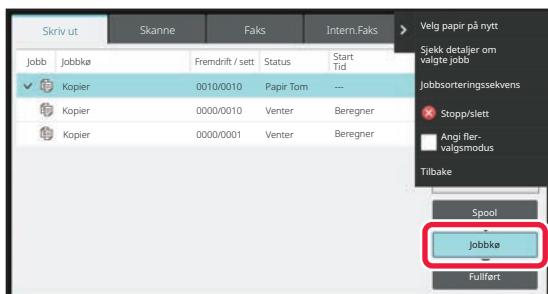 Skriv ut
Skanne
Faks
Intern.Faks
Jobb
Jobbkø
Fremdrift / sett
Status
Start
Tid
Kopier
0010/0010
Papir Tom
---
Kopier
0000/0010
Venter
Beregner
Kopier
0000/0001
Venter
Beregner
Velg papir på nytt
Sjekk detaljer om
valgte jobb
Jobbsorteringssekvens
Stopp/slett
Angi fler-
valgsmodus
Tilbake
Spool
Jobbkø
Fullført